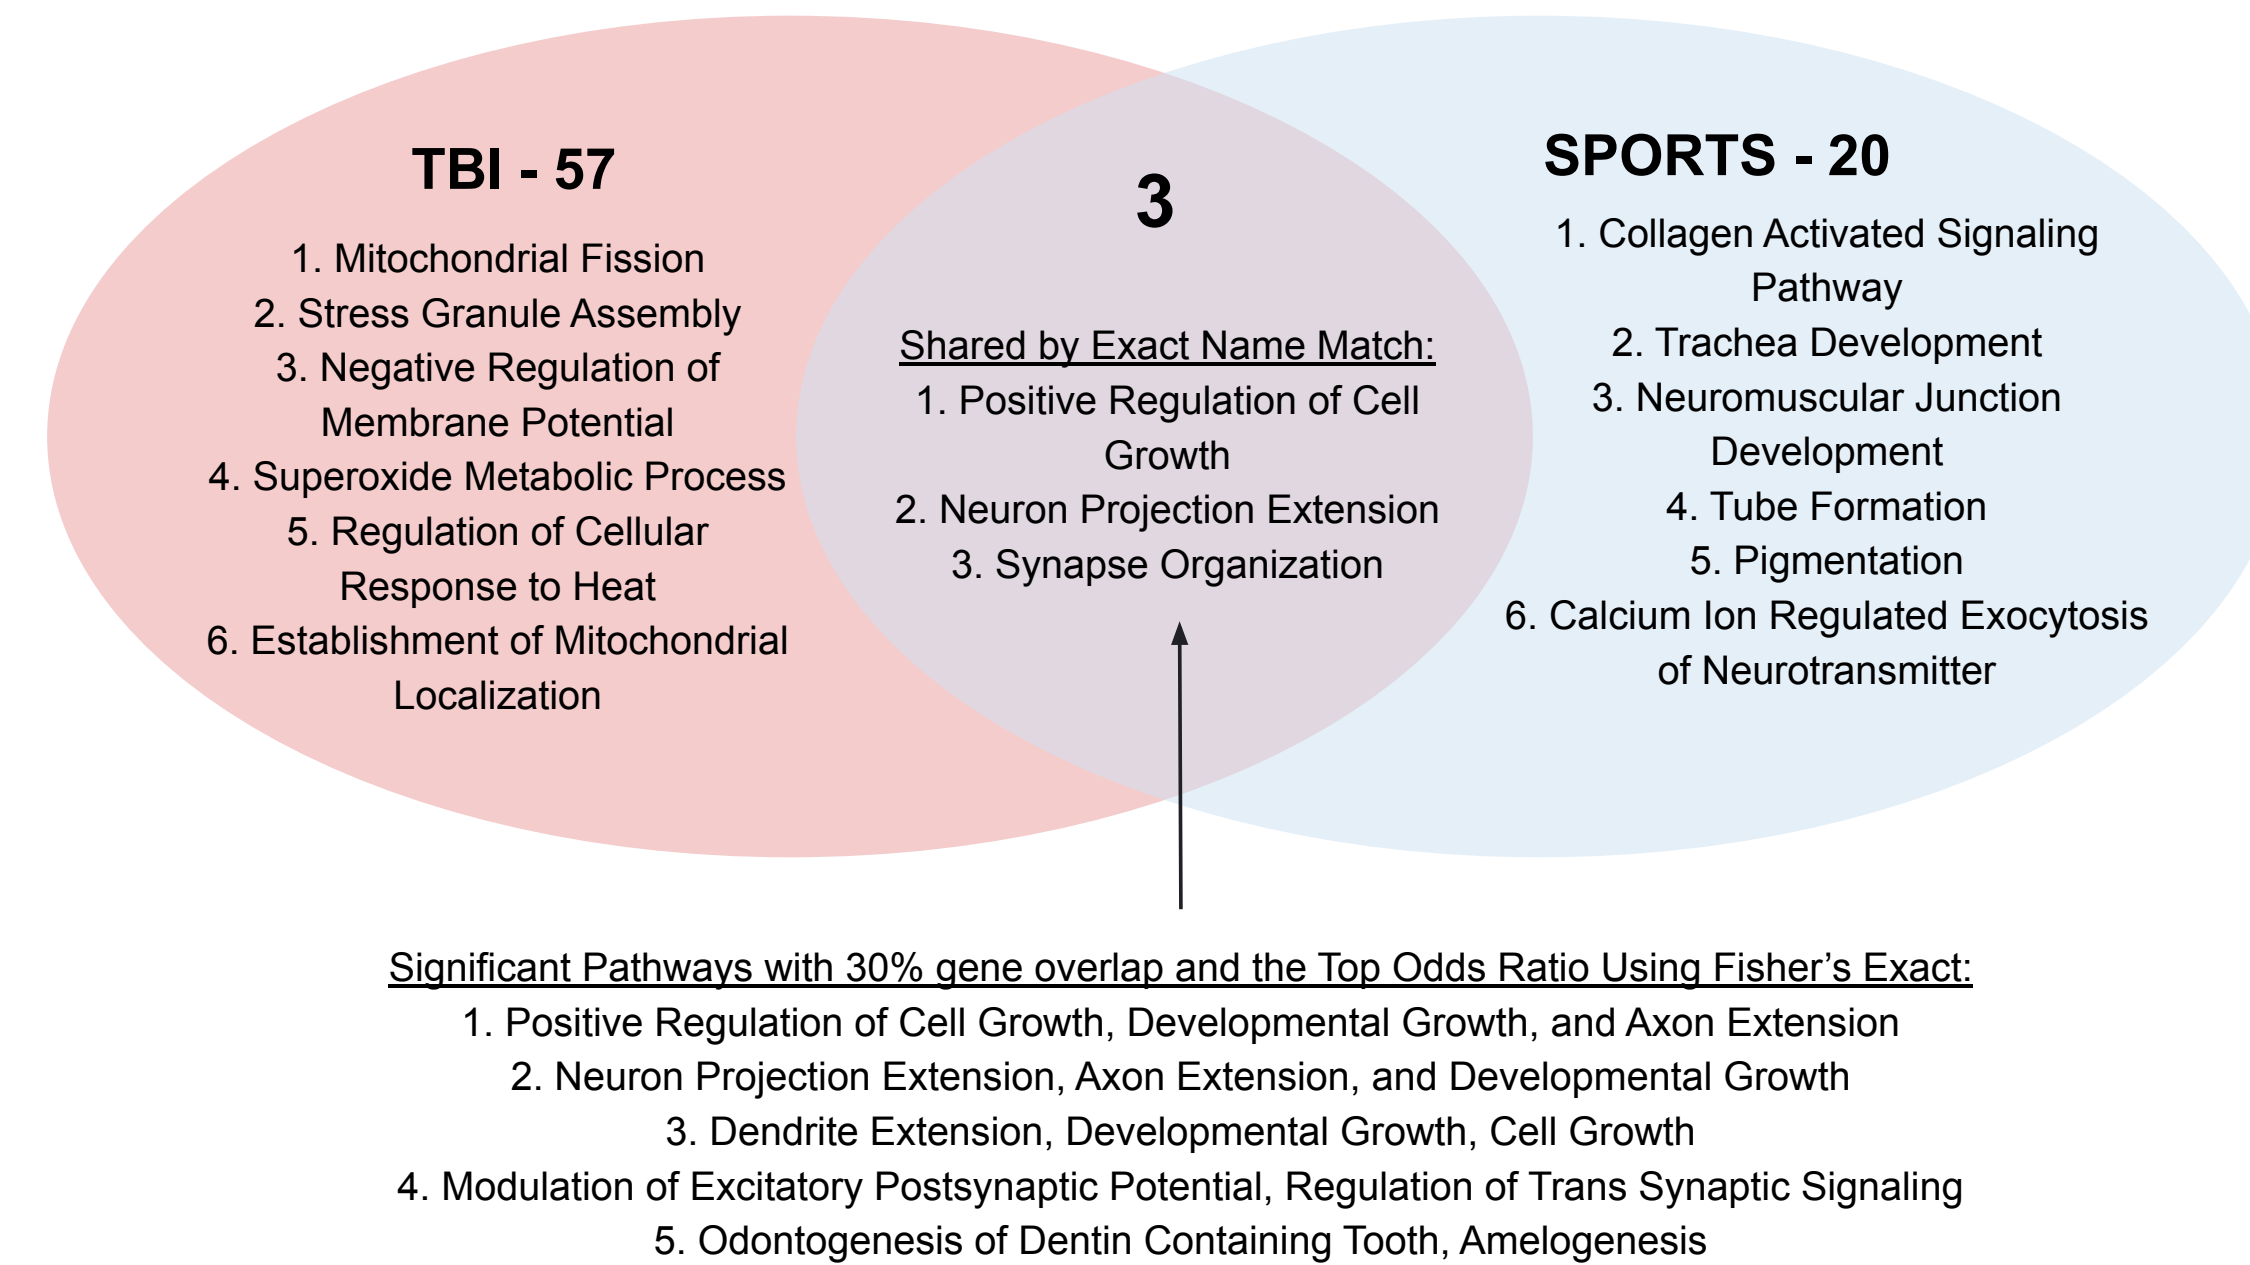 TBI - 57
1. Mitochondrial Fission
2. Stress Granule Assembly
3. Negative Regulation of
Membrane Potential
4. Superoxide Metabolic Process
5. Regulation of Cellular
Response to Heat
6. Establishment of Mitochondrial
Localization
3
Shared by Exact Name Match:
1. Positive Regulation of Cell
Growth
2. Neuron Projection Extension
3. Synapse Organization
SPORTS - 20
1. Collagen Activated Signaling
Pathway
2. Trachea Development
3. Neuromuscular Junction
Development
4. Tube Formation
5. Pigmentation
6. Calcium Ion Regulated Exocytosis
of Neurotransmitter
Significant Pathways with 30% gene overlap and the Top Odds Ratio Using Fisher’s Exact:
1. Positive Regulation of Cell Growth, Developmental Growth, and Axon Extension
2. Neuron Projection Extension, Axon Extension, and Developmental Growth
3. Dendrite Extension, Developmental Growth, Cell Growth
4. Modulation of Excitatory Postsynaptic Potential, Regulation of Trans Synaptic Signaling
5. Odontogenesis of Dentin Containing Tooth, Amelogenesis